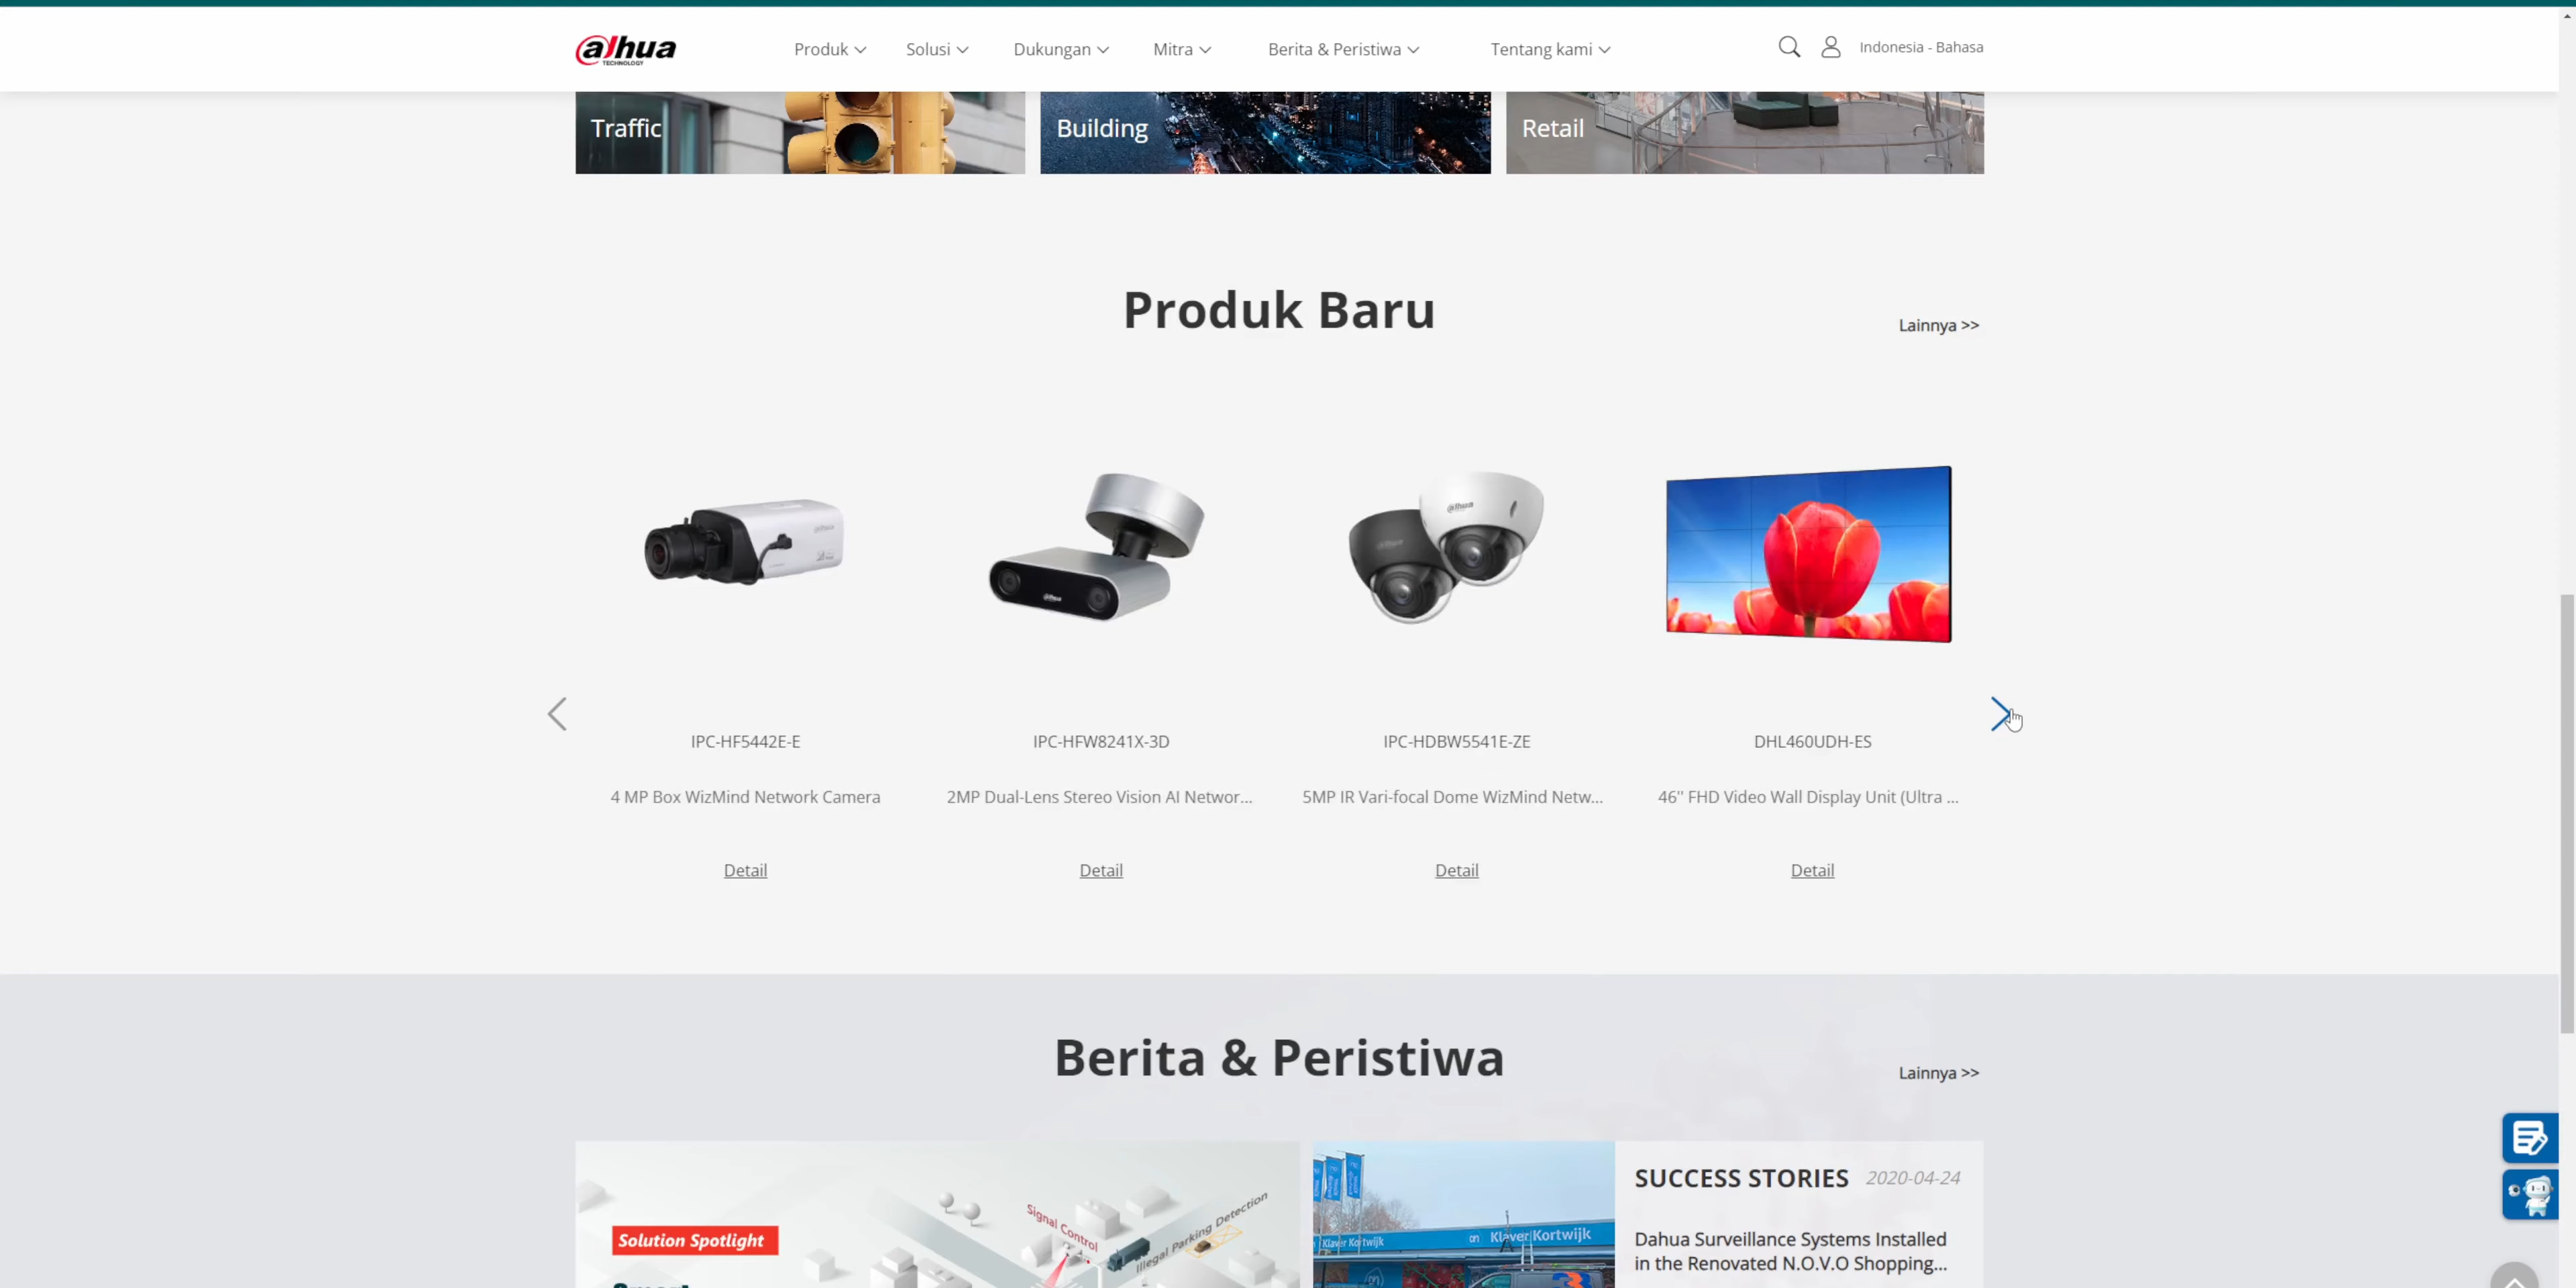 alhua
TECHNOLOGY
Produk
Solusi
Dukungan
Mitra
Berita & Peristiwa
Tentang kami
Indonesia - Bahasa
Traffic
Building
Retail
Produk Baru
Lainnya >>
IPC-HF5442E-E
IPC-HFW8241X-3D
IPC-HDBW5541E-ZE
DHL460UDH-ES
4 MP Box WizMind Network Camera
2MP Dual-Lens Stereo Vision AI Networ...
5MP IR Vari-focal Dome WizMind Netw...
46'' FHD Video Wall Display Unit (Ultra ...
Detail
Detail
Detail
Detail
Berita & Peristiwa
Lainnya >>
Solution Spotlight
Signal Control
Illegal Parking Detection
Klaver Kortwijk
Klaver Kortwijk
SUCCESS STORIES 2020-04-24
Dahua Surveillance Systems Installed
in the Renovated N.O.V.O Shopping...